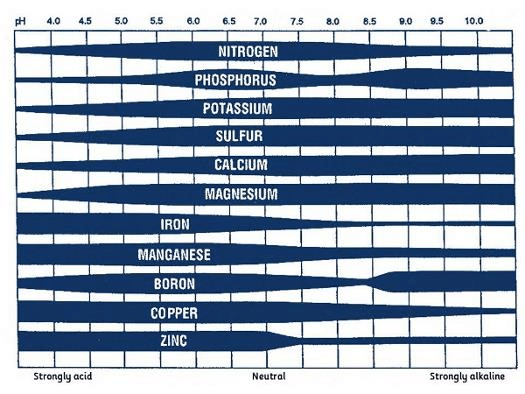 pH 4.0 4.5 5.0 5.5 6.0 6.5 7.0 7.5 8.0 8.5 9.0 9.5 10.0
NITROGEN
PHOSPHORUS
POTASSIUM
SULFUR
CALCIUM
MAGNESIUM
IRON
MANGANESE
BORON
COPPER
ZINC
Strongly acid Neutral Strongly alkaline